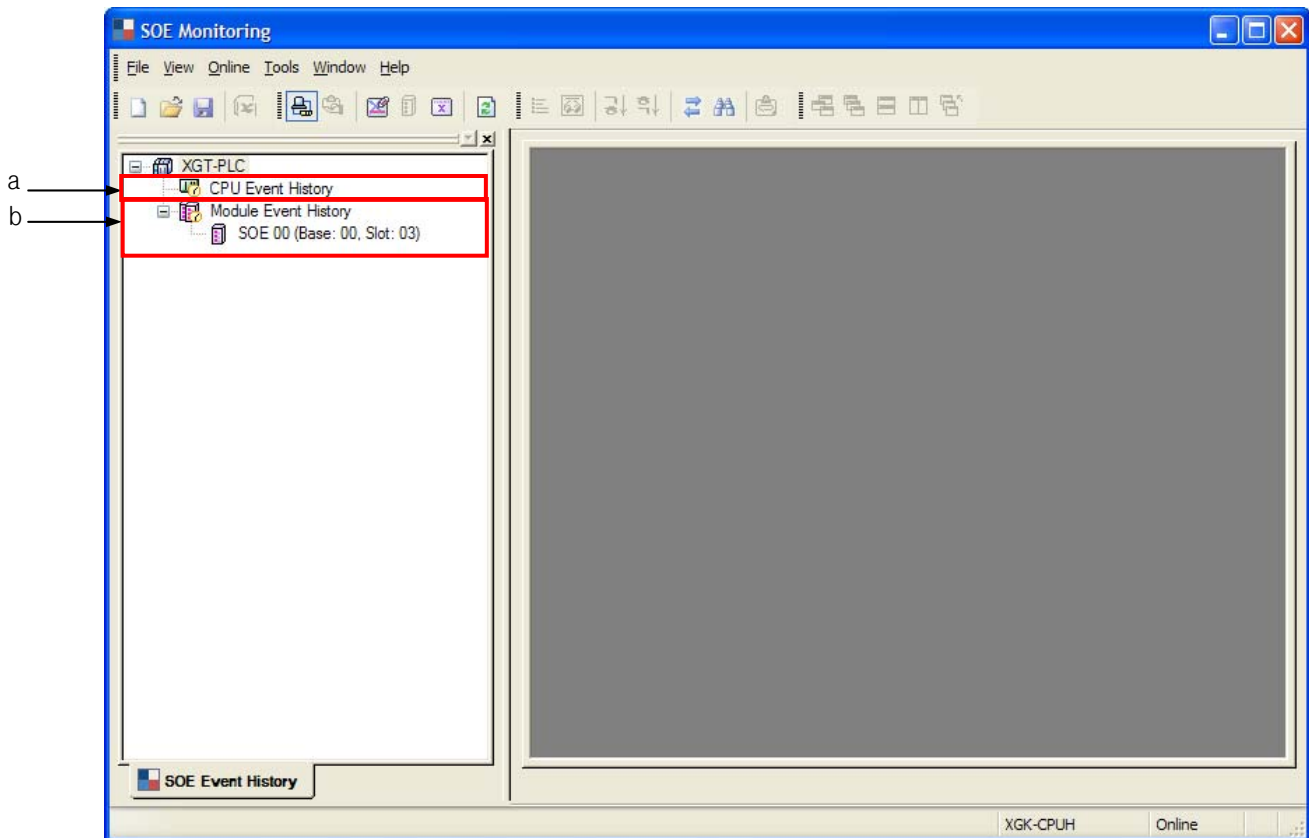 SOE Monitoring
File View Online Tools Window Help
XGT-PLC
a
CPU Event History
b
Module Event History
SOE 00 (Base: 00, Slot: 03)
SOE Event History
XGK-CPUH Online